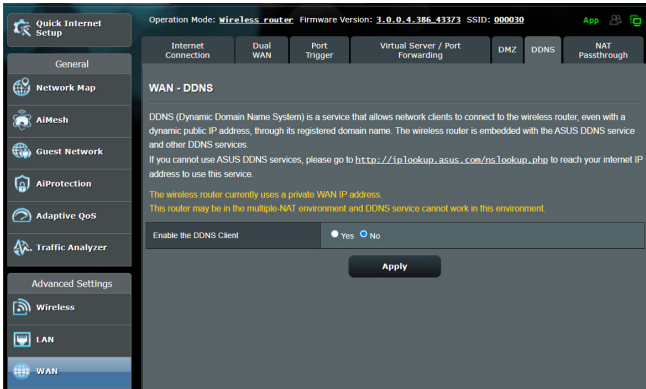 Quick Internet
Setup
Operation Mode: Wireless router Firmware Version: 3.0.0.4.386_43373 SSID: 000030
App
General
Network Map
AiMesh
Guest Network
AiProtection
Adaptive QoS
Traffic Analyzer
Advanced Settings
Wireless
LAN
WAN
Internet
Connection
Dual
WAN
Port
Trigger
Virtual Server / Port
Forwarding
DMZ
DDNS
NAT
Passthrough
WAN - DDNS
DDNS (Dynamic Domain Name System) is a service that allows network clients to connect to the wireless router, even with a
dynamic public IP address, through its registered domain name. The wireless router is embedded with the ASUS DDNS service
and other DDNS services.
If you cannot use ASUS DDNS services, please go to http://iplookup.asus.com/nslookup.php to reach your internet IP
address to use this service.
The wireless router currently uses a private WAN IP
address.
This router may be in the multiple-NAT environment and DDNS service cannot work in this environment.
Enable the DDNS Client
Yes No
Apply